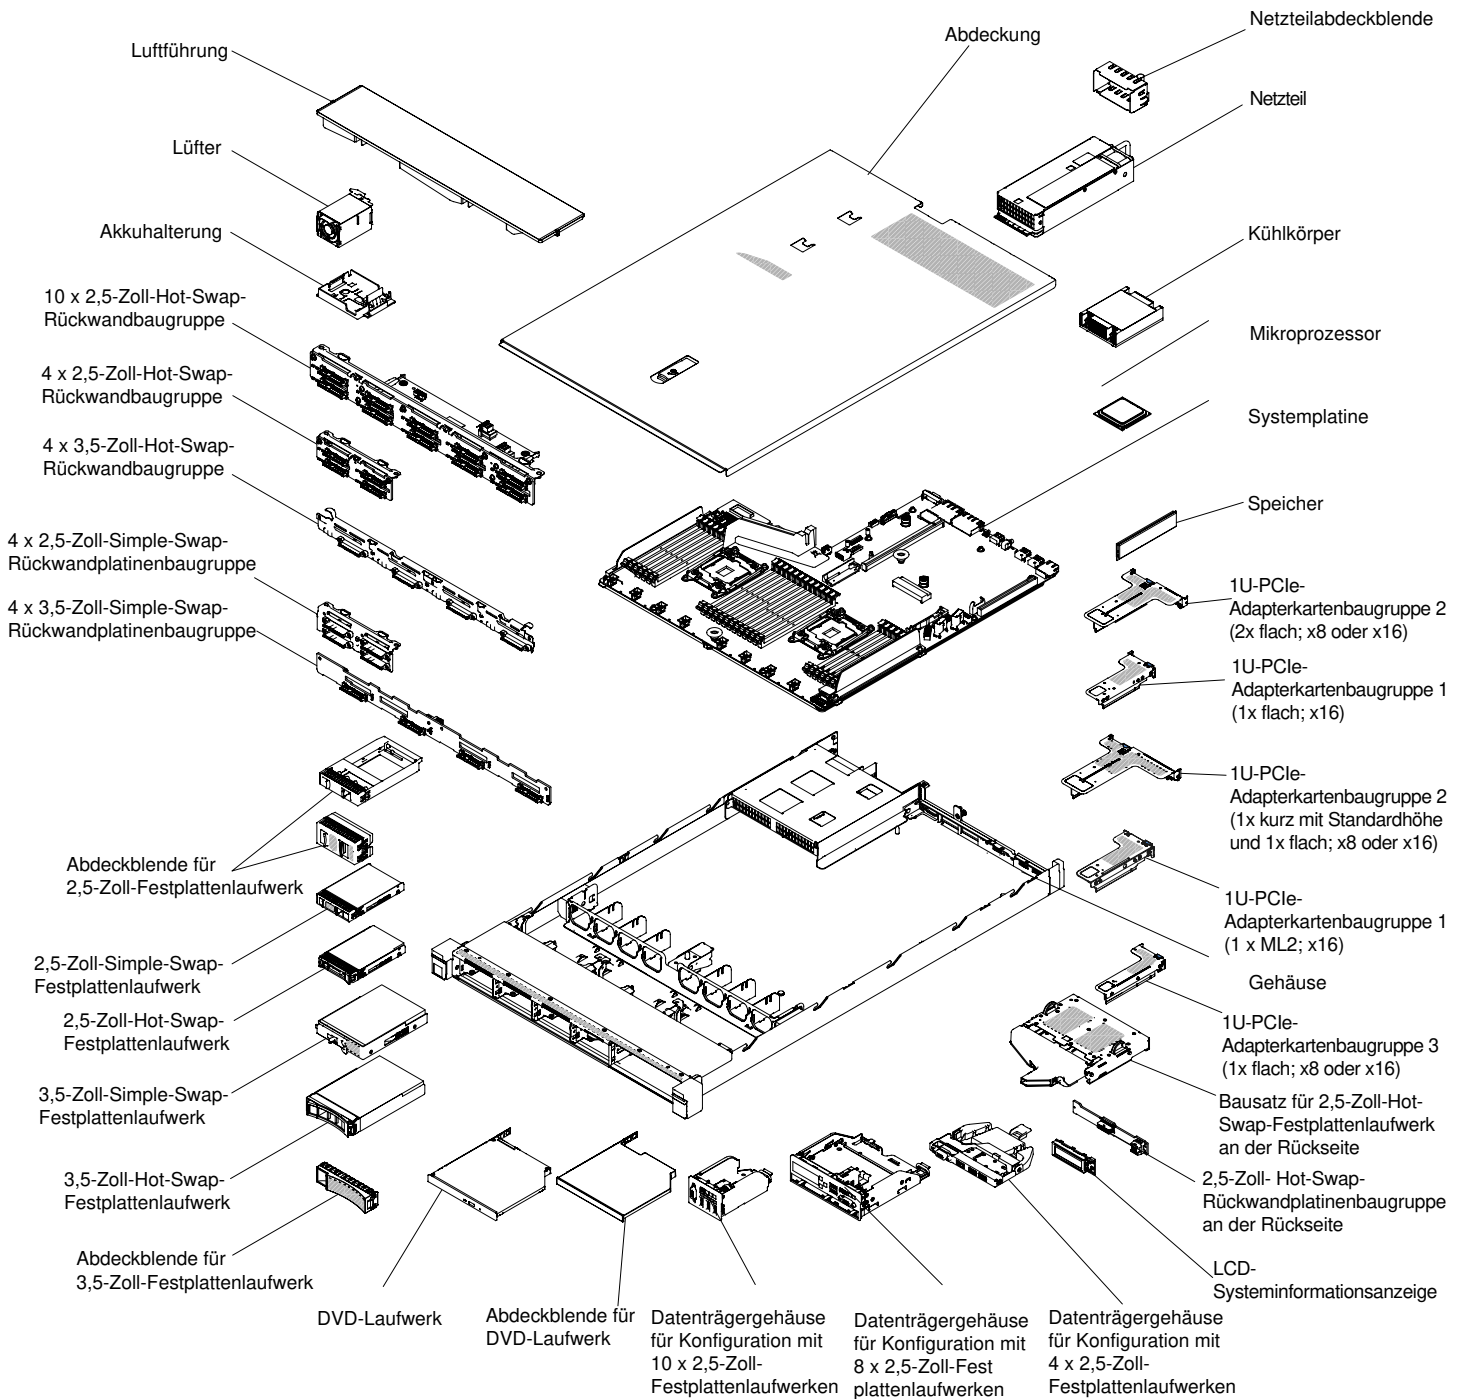 Luftführung
Lüfter
Akkuhalterung
10 x 2,5-Zoll-Hot-Swap-
Rückwandbaugruppe
4 x 2,5-Zoll-Hot-Swap-
Rückwandbaugruppe
4 x 3,5-Zoll-Hot-Swap-
Rückwandbaugruppe
4 x 2,5-Zoll-Simple-Swap-
Rückwandplatinenbaugruppe
4 x 3,5-Zoll-Simple-Swap-
Rückwandplatinenbaugruppe
Abdeckblende für
2,5-Zoll-Festplattenlaufwerk
2,5-Zoll-Simple-Swap-
Festplattenlaufwerk
2,5-Zoll-Hot-Swap-
Festplattenlaufwerk
3,5-Zoll-Simple-Swap-
Festplattenlaufwerk
3,5-Zoll-Hot-Swap-
Festplattenlaufwerk
Abdeckblende für
3,5-Zoll-Festplattenlaufwerk
DVD-Laufwerk
Abdeckblende für
DVD-Laufwerk
Datenträgergehäuse
für Konfiguration mit
10 x 2,5-Zoll-
Festplattenlaufwerken
Datenträgergehäuse
für Konfiguration mit
8 x 2,5-Zoll-Fest
plattenlaufwerken
Datenträgergehäuse
für Konfiguration mit
4 x 2,5-Zoll-
Festplattenlaufwerken
Abdeckung
Netzteilabdeckblende
Netzteil
Kühlkörper
Mikroprozessor
Systemplatine
Speicher
1U-PCIe-
Adapterkartenbaugruppe 2
(2x flach; x8 oder x16)
1U-PCIe-
Adapterkartenbaugruppe 1
(1x flach; x16)
1U-PCIe-
Adapterkartenbaugruppe 2
(1x kurz mit Standardhöhe
und 1x flach; x8 oder x16)
1U-PCIe-
Adapterkartenbaugruppe 1
(1 x ML2; x16)
Gehäuse
1U-PCIe-
Adapterkartenbaugruppe 3
(1x flach; x8 oder x16)
Bausatz für 2,5-Zoll-Hot-
Swap-Festplattenlaufwerk
an der Rückseite
2,5-Zoll- Hot-Swap-
Rückwandplatinenbaugruppe
an der Rückseite
LCD-
Systeminformationsanzeige